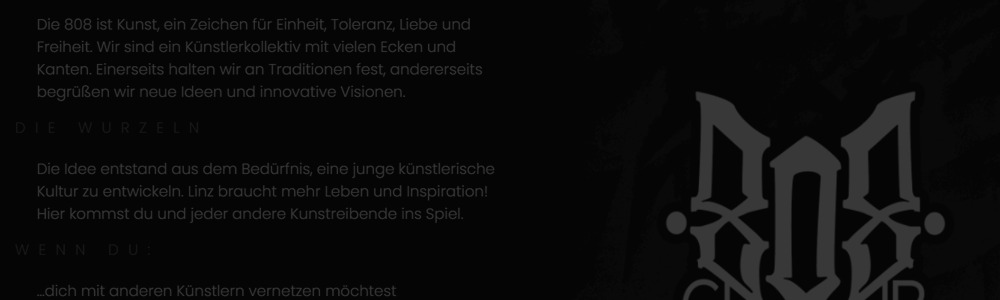 Die 808 ist Kunst, ein Zeichen für Einheit, Toleranz, Liebe und
Freiheit. Wir sind ein Künstlerkollektiv mit vielen Ecken und
Kanten. Einerseits halten wir an Traditionen fest, andererseits
begrüßen wir neue Ideen und innovative Visionen.
DIE WURZELN
Die Idee entstand aus dem Bedürfnis, eine junge künstlerische
Kultur zu entwickeln. Linz braucht mehr Leben und Inspiration!
Hier kommst du und jeder andere Kunstreibende ins Spiel.
WENN DU:
...dich mit anderen Künstlern vernetzen möchtest
808